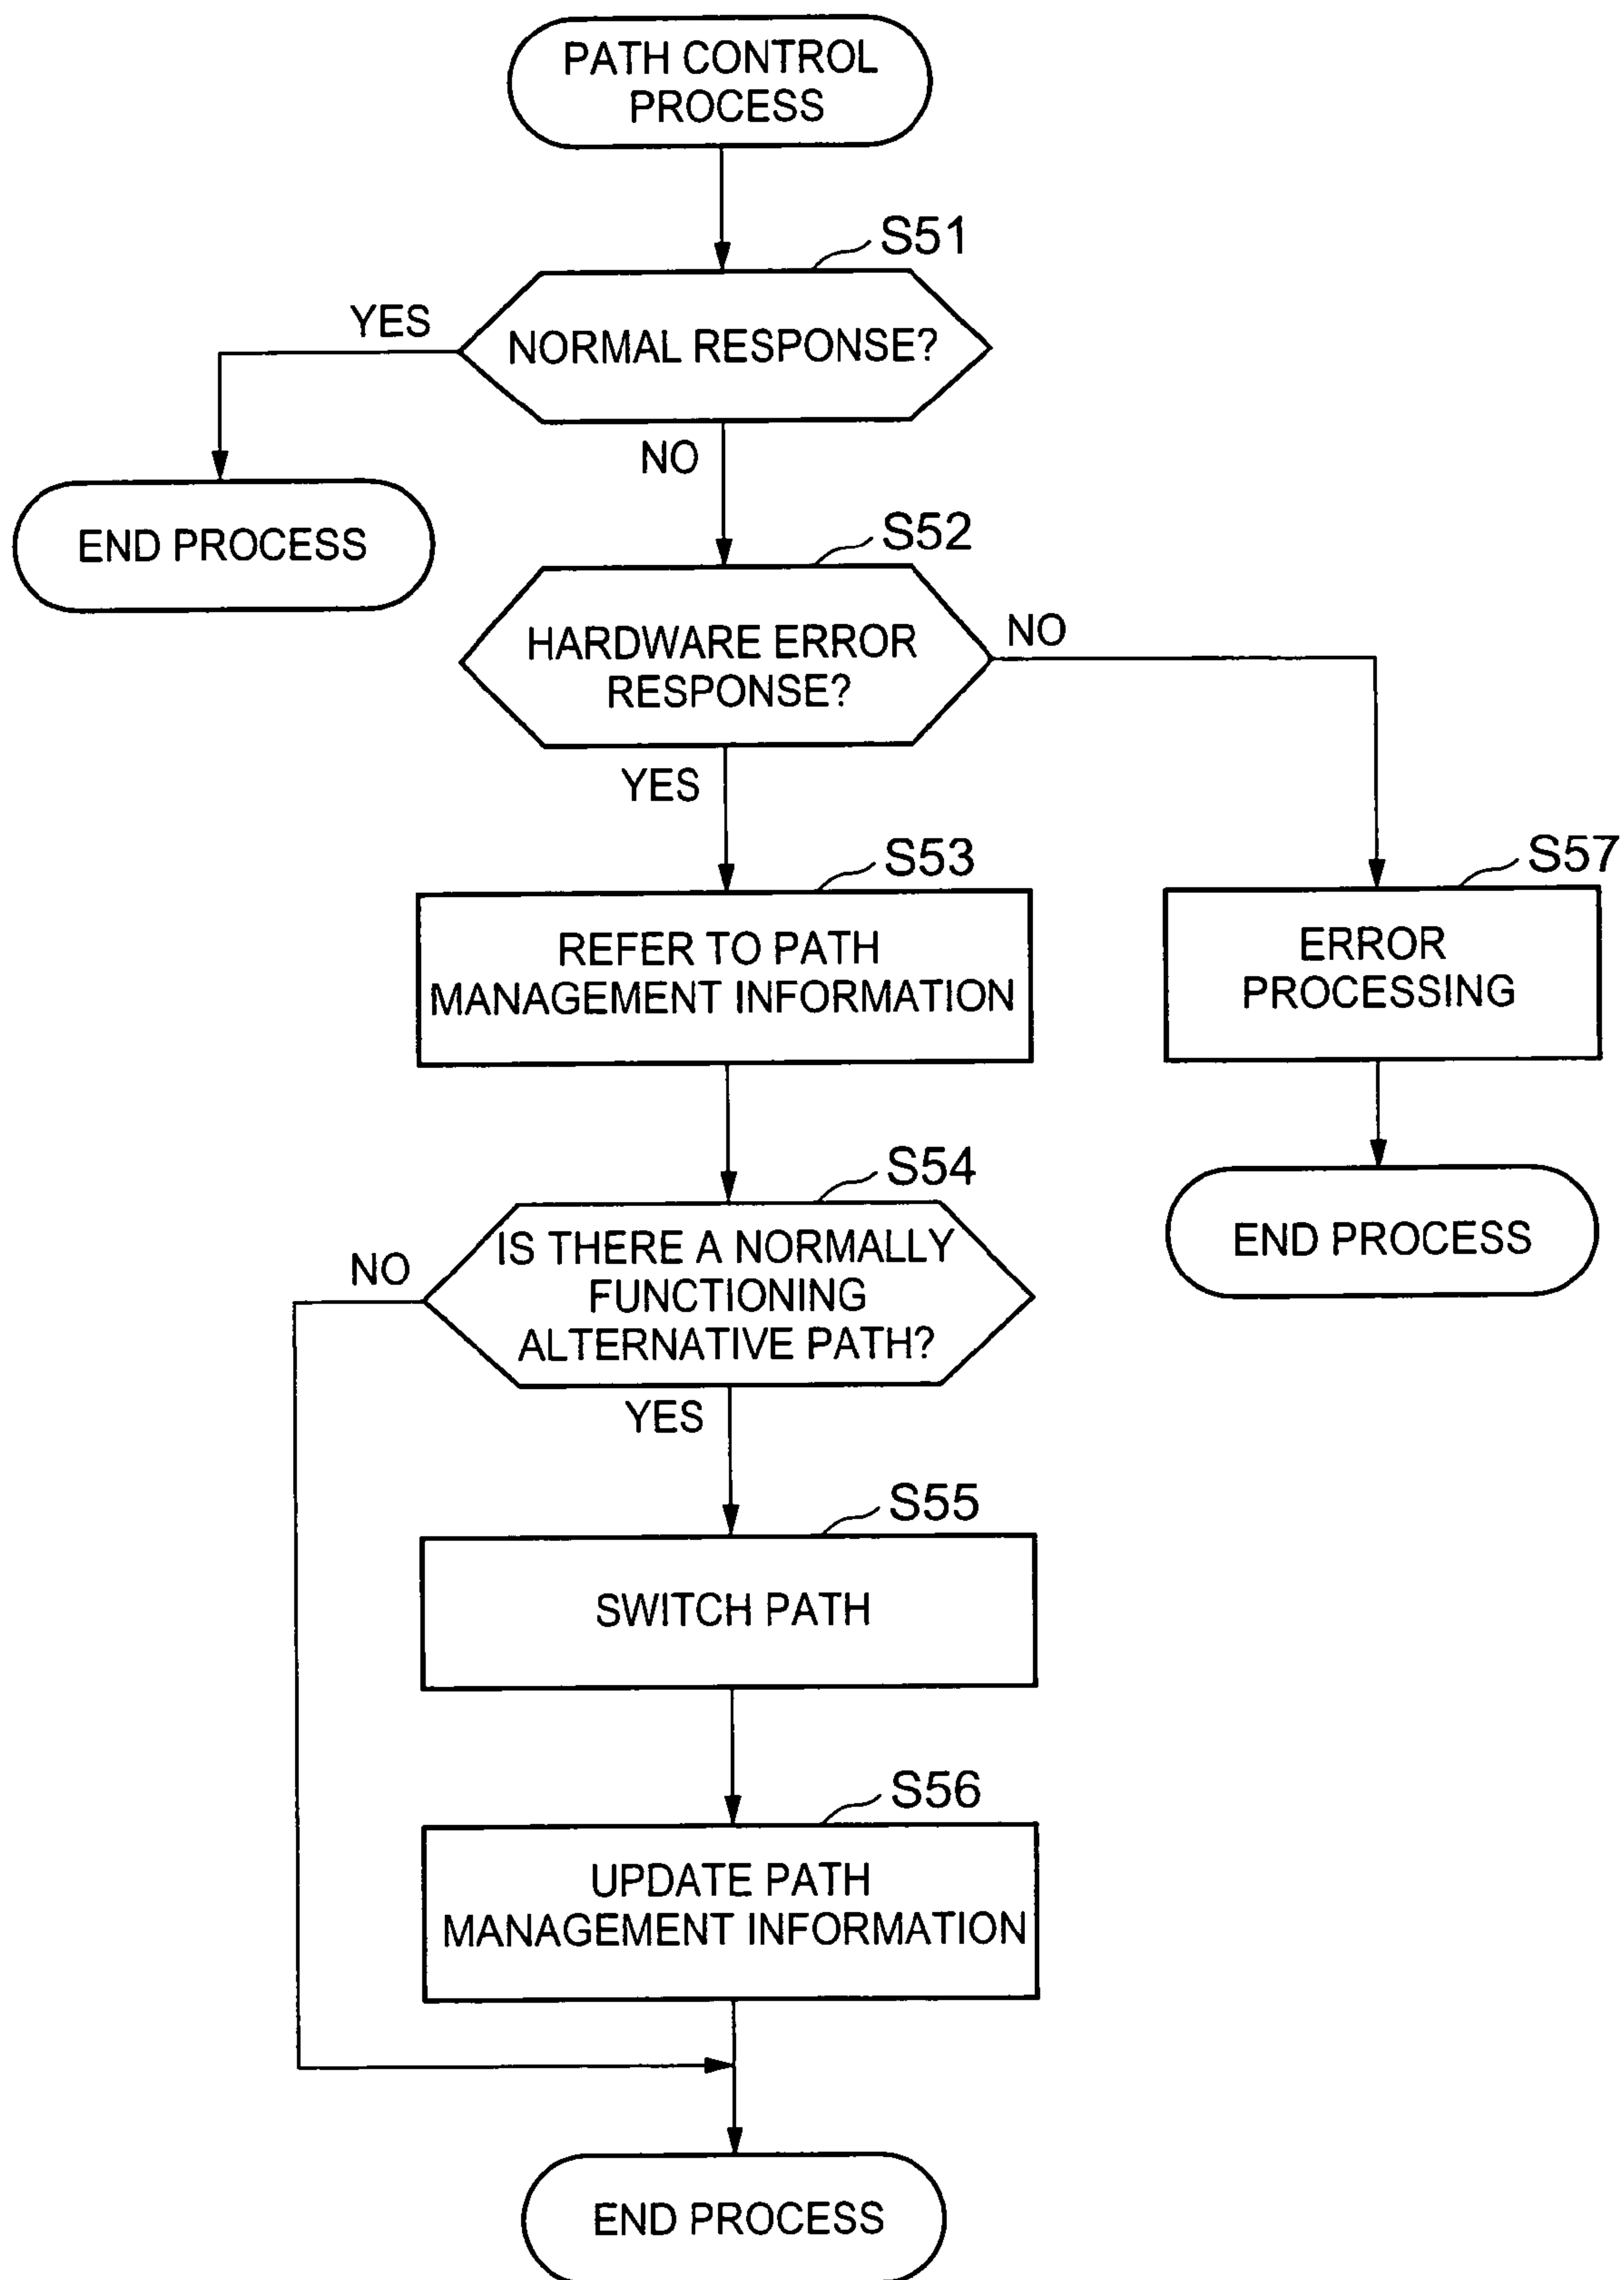 PATH CONTROL
PROCESS
S51
YES
NORMAL RESPONSE?
NO
END PROCESS
S52
HARDWARE ERROR
RESPONSE?
NO
YES
S53
S57
REFER TO PATH
MANAGEMENT INFORMATION
ERROR
PROCESSING
S54
IS THERE A NORMALLY
FUNCTIONING
ALTERNATIVE PATH?
NO
END PROCESS
YES
S55
SWITCH PATH
S56
UPDATE PATH
MANAGEMENT INFORMATION
END PROCESS